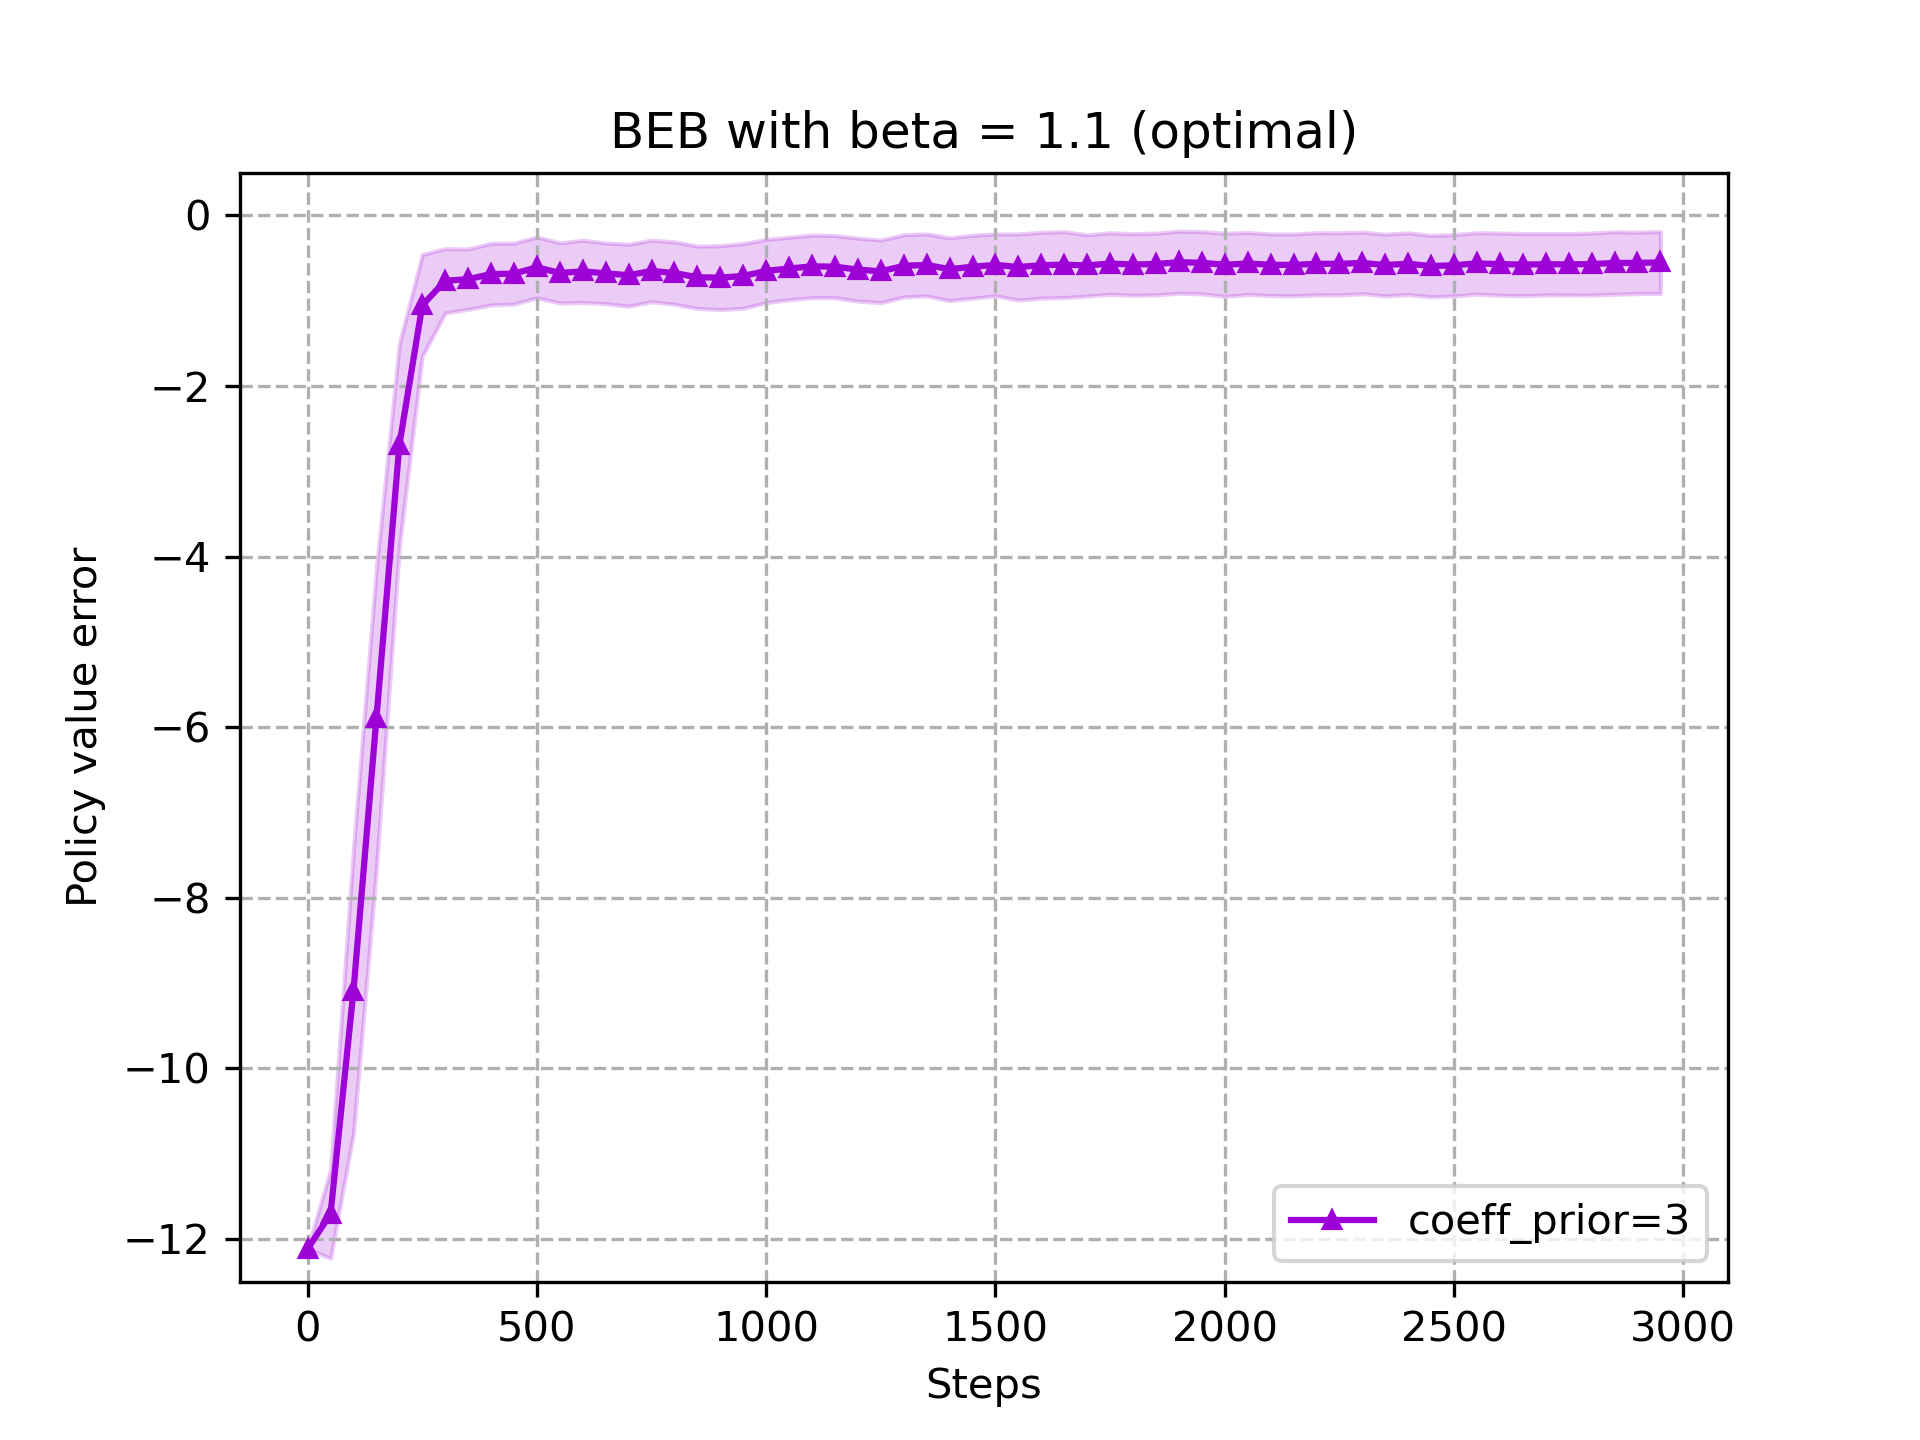 BEB with beta = 1.1 (optimal)
0
−2
−4
−6
−8
−10
−12
Policy value error
coeff_prior=3
0 500 1000 1500 2000 2500 3000
Steps